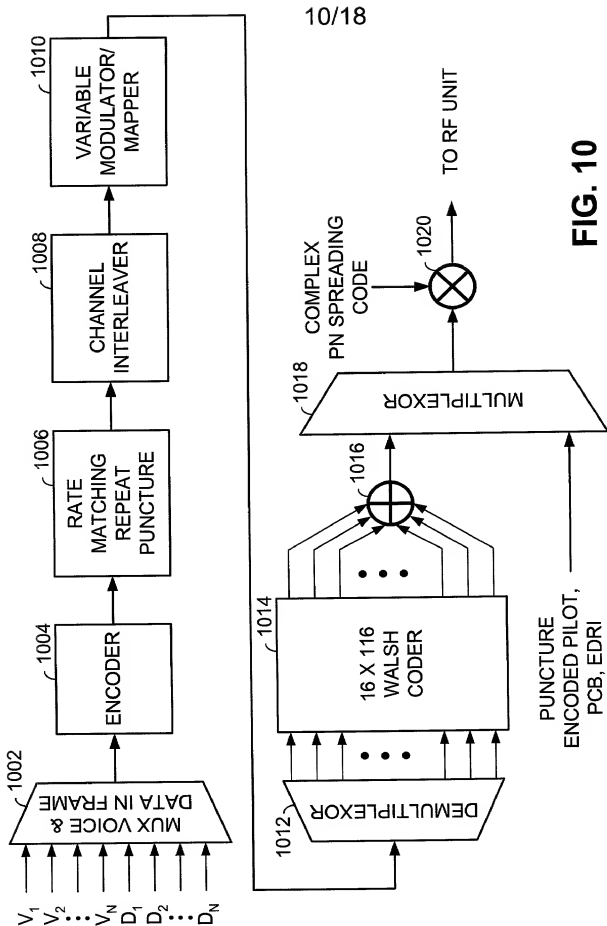 10/18
1002
MUX VOICE &
DATA IN FRAME
V1
V2
•••
VN
D1
D2
•••
DN
1004
ENCODER
1006
RATE
MATCHING
REPEAT
PUNCTURE
1008
CHANNEL
INTERLEAVER
1010
VARIABLE
MODULATOR/
MAPPER
1012
DEMULTIPLEXOR
•••
1014
16 X 116
WALSH
CODER
•••
1016
1018
MULTIPLEXOR
PUNCTURE
ENCODED PILOT,
PCB, EDRI
COMPLEX
PN SPREADING
CODE
1020
TO RF UNIT
FIG. 10